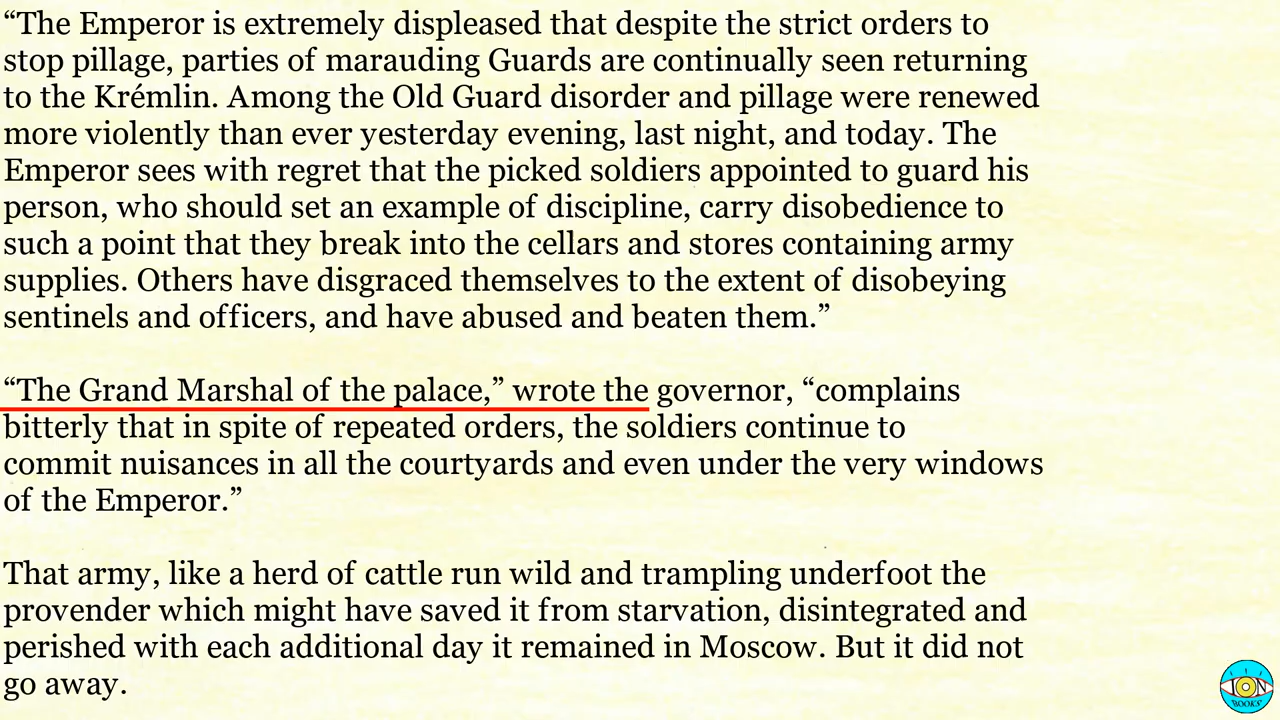 “The Emperor is extremely displeased that despite the strict orders to
stop pillage, parties of marauding Guards are continually seen returning
to the Krémlin. Among the Old Guard disorder and pillage were renewed
more violently than ever yesterday evening, last night, and today. The
Emperor sees with regret that the picked soldiers appointed to guard his
person, who should set an example of discipline, carry disobedience to
such a point that they break into the cellars and stores containing army
supplies. Others have disgraced themselves to the extent of disobeying
sentinels and officers, and have abused and beaten them.”
“The Grand Marshal of the palace,” wrote the governor, “complains
bitterly that in spite of repeated orders, the soldiers continue to
commit nuisances in all the courtyards and even under the very windows
of the Emperor.”
That army, like a herd of cattle run wild and trampling underfoot the
provender which might have saved it from starvation, disintegrated and
perished with each additional day it remained in Moscow. But it did not
go away.
ION
BOOKS